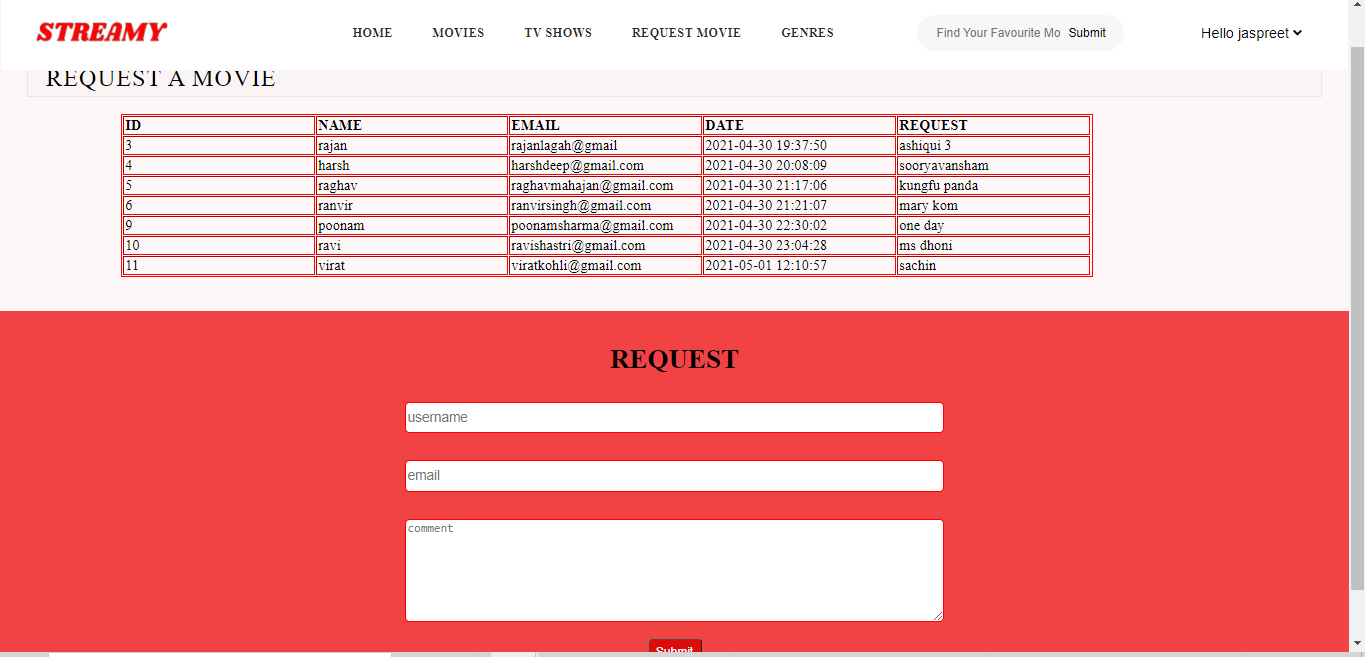 STREAMY HOME MOVIES TV SHOWS REQUEST MOVIE GENRES Find Your Favourite Mo Submit Hello jaspreet
REQUEST A MOVIE
ID NAME EMAIL DATE REQUEST
3 rajan rajanlagah@gmail 2021-04-30 19:37:50 ashiqui 3
4 harsh harshdeep@gmail.com 2021-04-30 20:08:09 sooryavansham
5 raghav raghavmahajan@gmail.com 2021-04-30 21:17:06 kungfu panda
6 ranvir ranvirsingh@gmail.com 2021-04-30 21:21:07 mary kom
9 poonam poonamsharma@gmail.com 2021-04-30 22:30:02 one day
10 ravi ravishastri@gmail.com 2021-04-30 23:04:28 ms dhoni
11 virat viratkohli@gmail.com 2021-05-01 12:10:57 sachin
REQUEST
username
email
comment
Submit